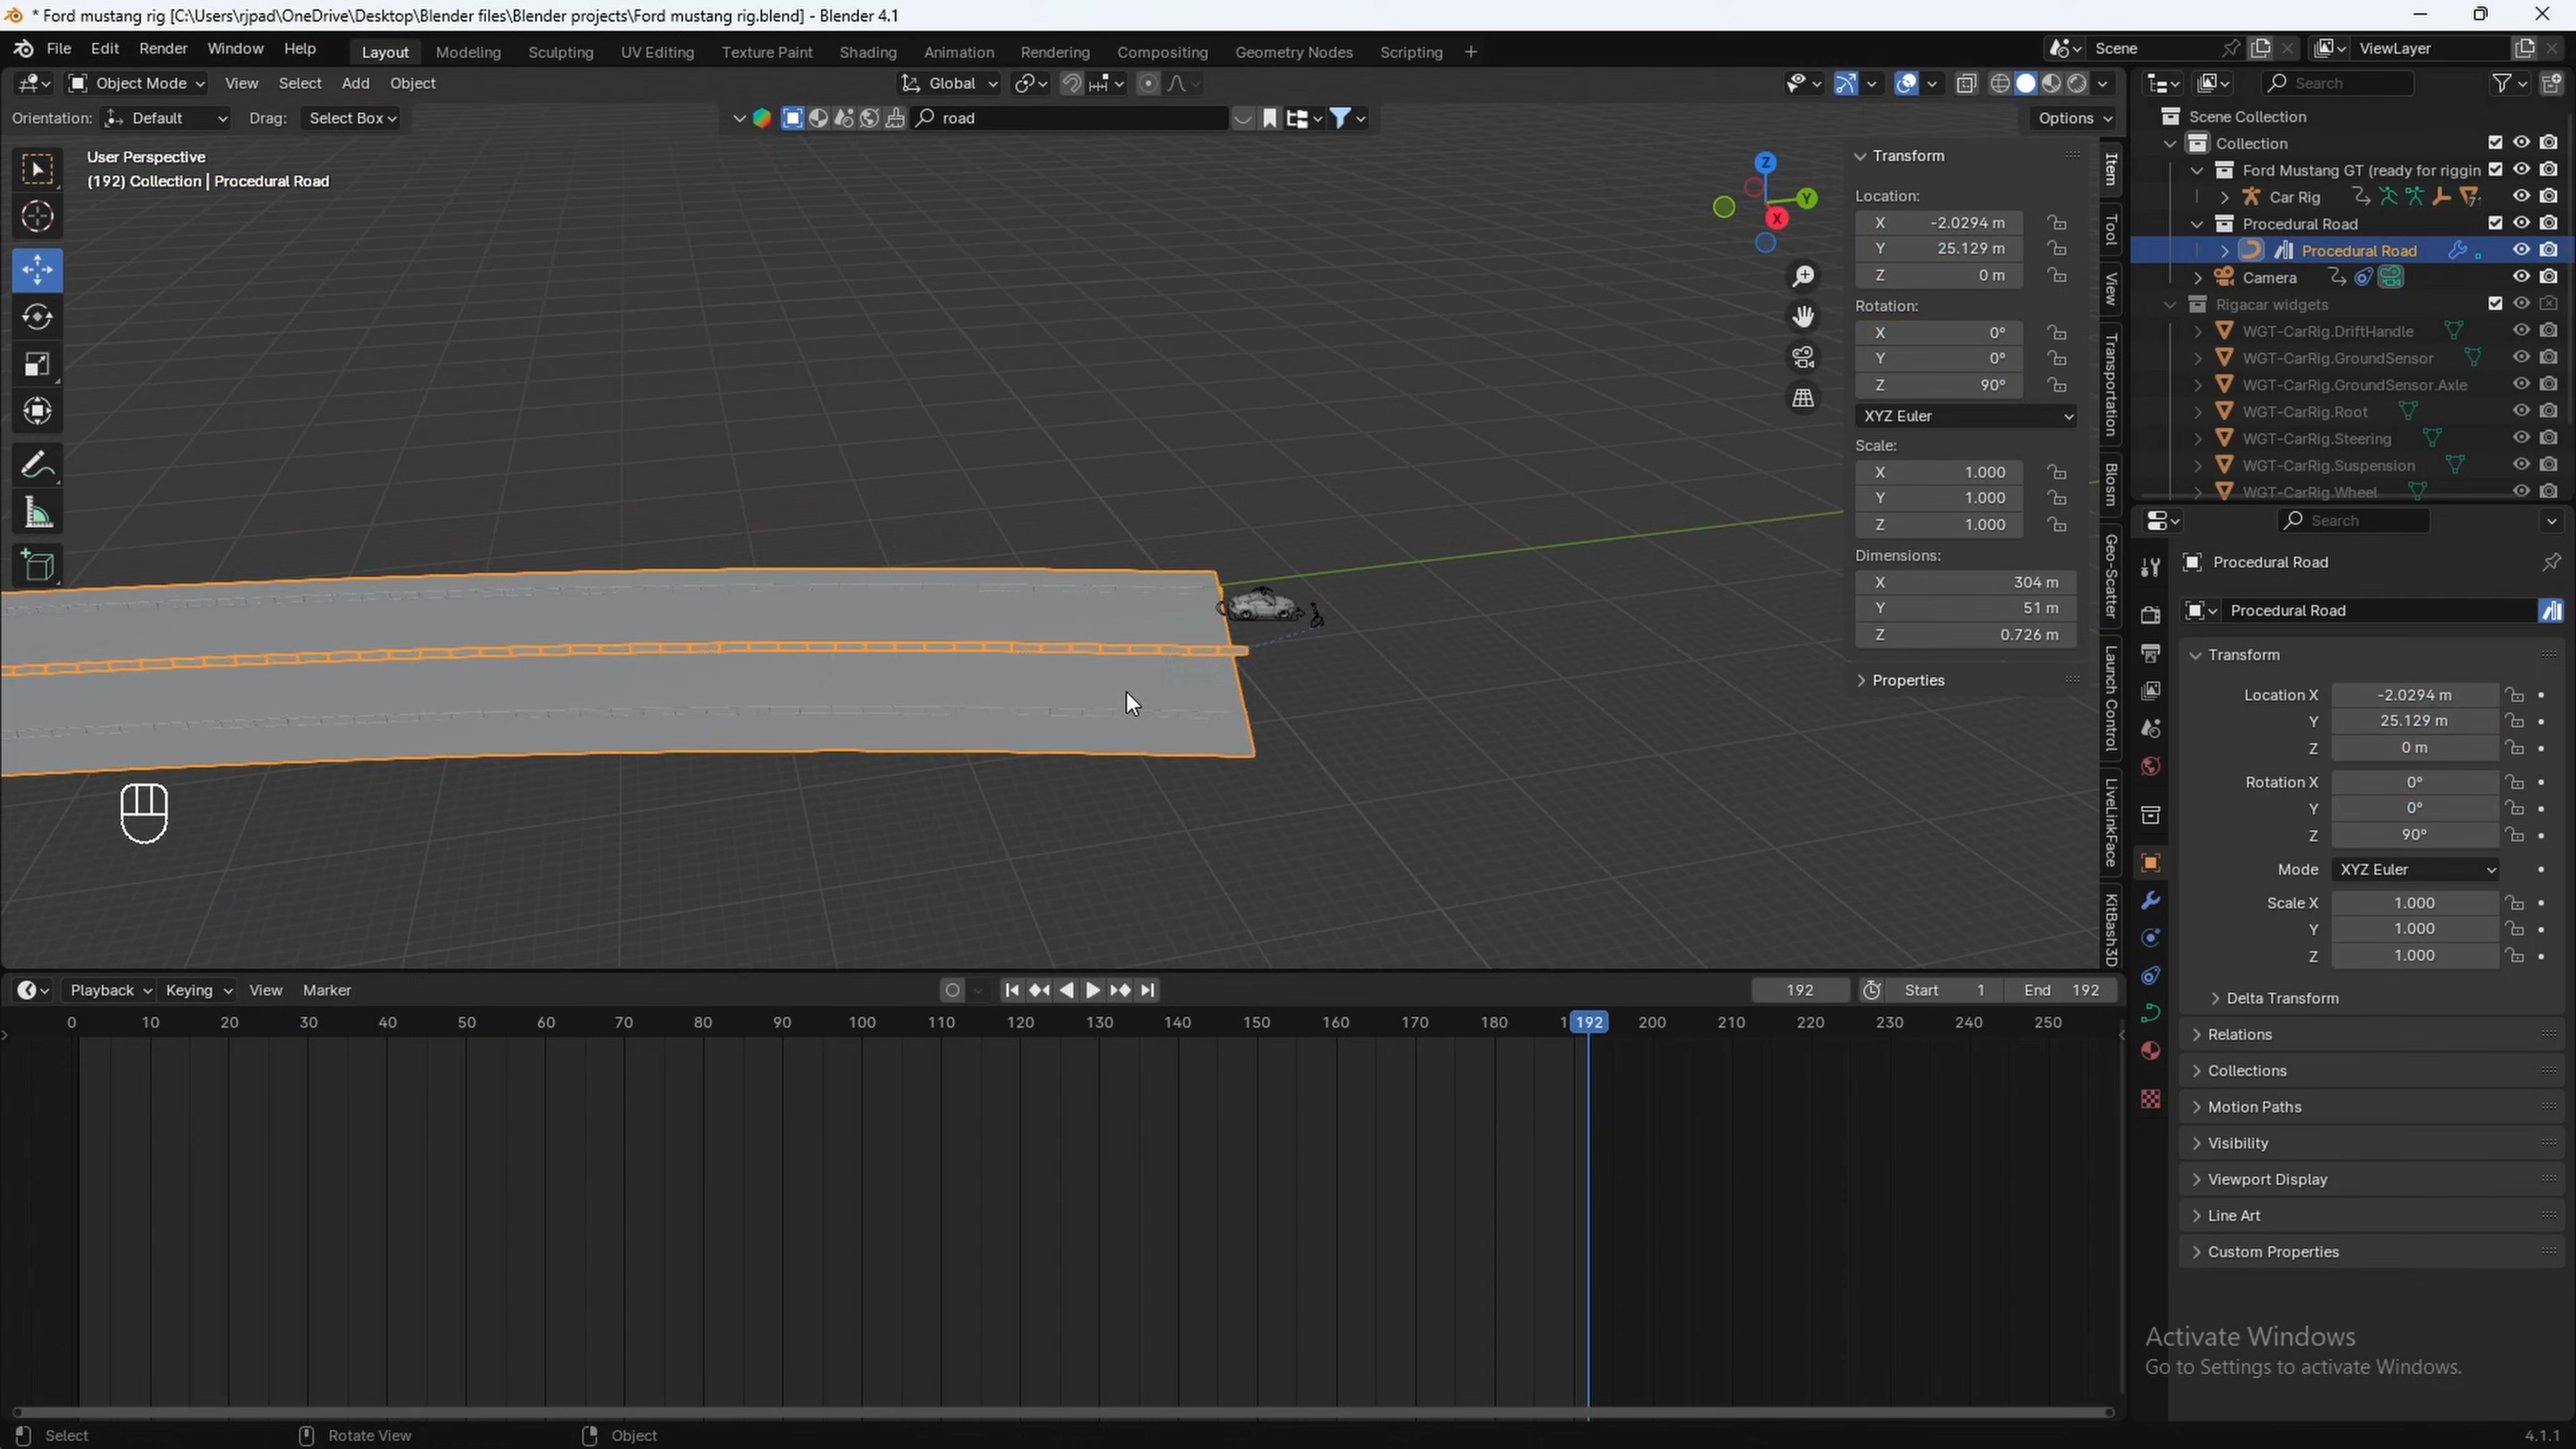 * Ford mustang rig [C:\Users\rjpad\OneDrive\Desktop\Blender files\Blender projects\Ford mustang rig.blend] - Blender 4.1
File Edit Render Window Help Layout Modeling Sculpting UV Editing Texture Paint Shading Animation Rendering Compositing Geometry Nodes Scripting + Scene ViewLayer
Object Mode View Select Add Object Global Search
Orientation: Default Drag: Select Box road Options
User Perspective
(192) Collection | Procedural Road
Z
Y
X
Transform
Location:
X -2.0294 m
Y 25.129 m
Z 0 m
Rotation:
X 0°
Y 0°
Z 90°
XYZ Euler
Scale:
X 1.000
Y 1.000
Z 1.000
Dimensions:
X 304 m
Y 51 m
Z 0.726 m
Properties
Item
Tool
View
Transportation
Blosm
Geo-Scatter
Launch Control
LiveLinkFace
KitBash3D
Scene Collection
Collection
Ford Mustang GT (ready for riggin
Car Rig
Procedural Road
Procedural Road
Camera
Rigacar widgets
WGT-CarRig.DriftHandle
WGT-CarRig.GroundSensor
WGT-CarRig.GroundSensor.Axle
WGT-CarRig.Root
WGT-CarRig.Steering
WGT-CarRig.Suspension
WGT-CarRig.Wheel
Search
Procedural Road
Procedural Road
Transform
Location X -2.0294 m
Y 25.129 m
Z 0 m
Rotation X 0°
Y 0°
Z 90°
Mode XYZ Euler
Scale X 1.000
Y 1.000
Z 1.000
Delta Transform
Relations
Collections
Motion Paths
Visibility
Viewport Display
Line Art
Custom Properties
Playback Keying View Marker 192 Start 1 End 192
0 10 20 30 40 50 60 70 80 90 100 110 120 130 140 150 160 170 180 1 192 200 210 220 230 240 250
Activate Windows
Go to Settings to activate Windows.
Select Rotate View Object 4.1.1